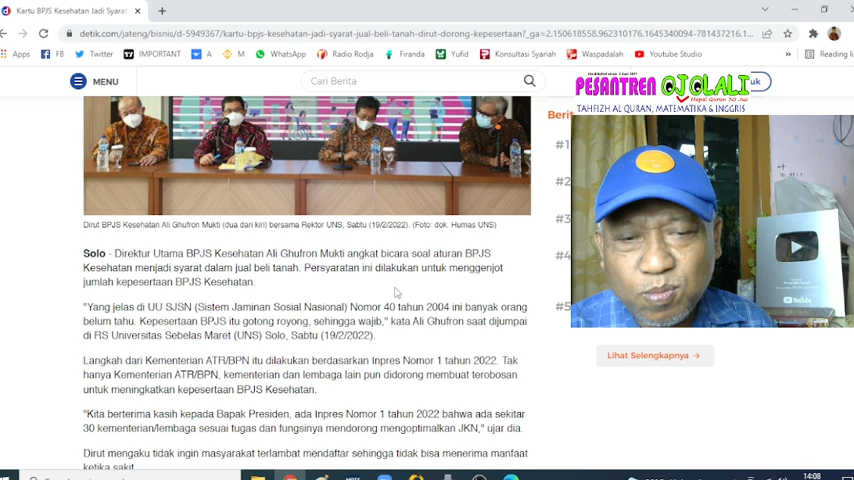 Kartu BPJS Kesehatan Jadi Syarat
detik.com/jateng/bisnis/d-5949367/kartu-bpjs-kesehatan-jadi-syarat-jual-beli-tanah-dirut-dorong-kepesertaan?_ga=2.150618558.962310176.1645340094-781437216.1...
Apps FB Twitter IMPORTANT A M WhatsApp Radio Rodja Firanda Yufid Konsultasi Syariah Waspadalah Youtube Studio Reading
MENU Cari Berita
PESANTREN OJOLALI
Hapal Quran 30 Jus
TAHFIZH AL QURAN, MATEMATIKA & INGGRIS
#1
#2
#3
#4
#5
YouTube
Dirut BPJS Kesehatan Ali Ghufron Mukti (dua dari kiri) bersama Rektor UNS, Sabtu (19/2/2022). (Foto: dok. Humas UNS)
Solo - Direktur Utama BPJS Kesehatan Ali Ghufron Mukti angkat bicara soal aturan BPJS
Kesehatan menjadi syarat dalam jual beli tanah. Persyaratan ini dilakukan untuk menggenjot
jumlah kepesertaan BPJS Kesehatan.
"Yang jelas di UU SJSN (Sistem Jaminan Sosial Nasional) Nomor 40 tahun 2004 ini banyak orang
belum tahu. Kepesertaan BPJS itu gotong royong, sehingga wajib," kata Ali Ghufron saat dijumpai
di RS Universitas Sebelas Maret (UNS) Solo, Sabtu (19/2/2022).
Lihat Selengkapnya →
Langkah dari Kementerian ATR/BPN itu dilakukan berdasarkan Inpres Nomor 1 tahun 2022. Tak
hanya Kementerian ATR/BPN, kementerian dan lembaga lain pun didorong membuat terobosan
untuk meningkatkan kepesertaan BPJS Kesehatan.
"Kita berterima kasih kepada Bapak Presiden, ada Inpres Nomor 1 tahun 2022 bahwa ada sekitar
30 kementerian/lembaga sesuai tugas dan fungsinya mendorong mengoptimalkan JKN," ujar dia.
Dirut mengaku tidak ingin masyarakat terlambat mendaftar sehingga tidak bisa menerima manfaat
ketika sakit.
14:08